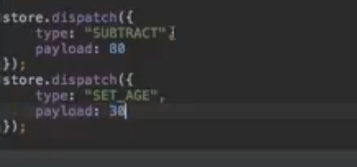 store.dispatch({
    type: "SUBTRACT",
    payload: 80
});
store.dispatch({
    type: "SET_AGE",
    payload: 30
});